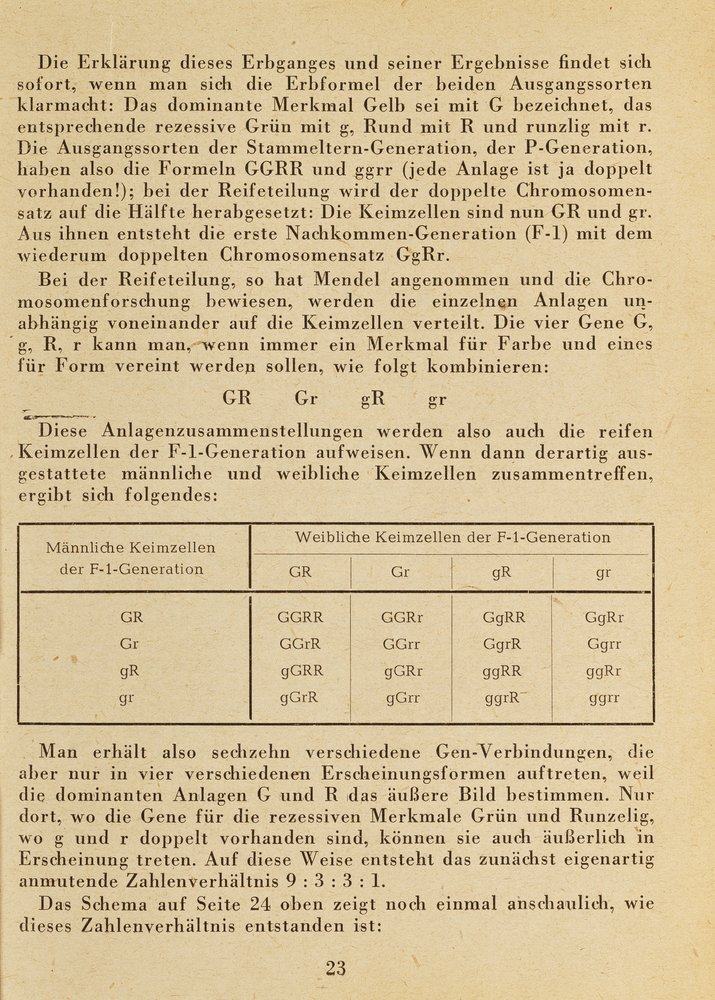 Die Erklärung dieses Erbganges und seiner Ergebnisse findet sich
sofort, wenn man sich die Erbformel der beiden Ausgangssorten
klarmacht: Das dominante Merkmal Gelb sei mit G bezeichnet, das
entsprechende rezessive Grün mit g, Rund mit R und runzlig mit r.
Die Ausgangssorten der Stammeltern-Generation, der P-Generation,
haben also die Formeln GGRR und ggrr (jede Anlage ist ja doppelt
vorhanden!); bei der Reifeteilung wird der doppelte Chromosomen-
satz auf die Hälfte herabgesetzt: Die Keimzellen sind nun GR und gr.
Aus ihnen entsteht die erste Nachkommen-Generation (F-1) mit dem
wiederum doppelten Chromosomensatz GgRr.
Bei der Reifeteilung, so hat Mendel angenommen und die Chro-
mosomenforschung bewiesen, werden die einzelnen Anlagen un-
abhängig voneinander auf die Keimzellen verteilt. Die vier Gene G,
g, R, r kann man, wenn immer ein Merkmal für Farbe und eines
für Form vereint werden sollen, wie folgt kombinieren:
GR Gr gR gr
Diese Anlagenzusammenstellungen werden also auch die reifen
Keimzellen der F-1-Generation aufweisen. Wenn dann derartig aus-
gestattete männliche und weibliche Keimzellen zusammentreffen,
ergibt sich folgendes:
Männliche Keimzellen
der F-1-Generation
Weibliche Keimzellen der F-1-Generation
GR Gr gR gr
GR GGRR GGRr GgRR GgRr
Gr GGrR GGrr GgrR Ggrr
gR gGRR gGRr ggRR ggRr
gr gGrR gGrr ggrR ggrr
Man erhält also sechzehn verschiedene Gen-Verbindungen, die
aber nur in vier verschiedenen Erscheinungsformen auftreten, weil
die dominanten Anlagen G und R das äußere Bild bestimmen. Nur
dort, wo die Gene für die rezessiven Merkmale Grün und Runzelig,
wo g und r doppelt vorhanden sind, können sie auch äußerlich in
Erscheinung treten. Auf diese Weise entsteht das zunächst eigenartig
anmutende Zahlenverhältnis 9 : 3 : 3 : 1.
Das Schema auf Seite 24 oben zeigt noch einmal anschaulich, wie
dieses Zahlenverhältnis entstanden ist:
23